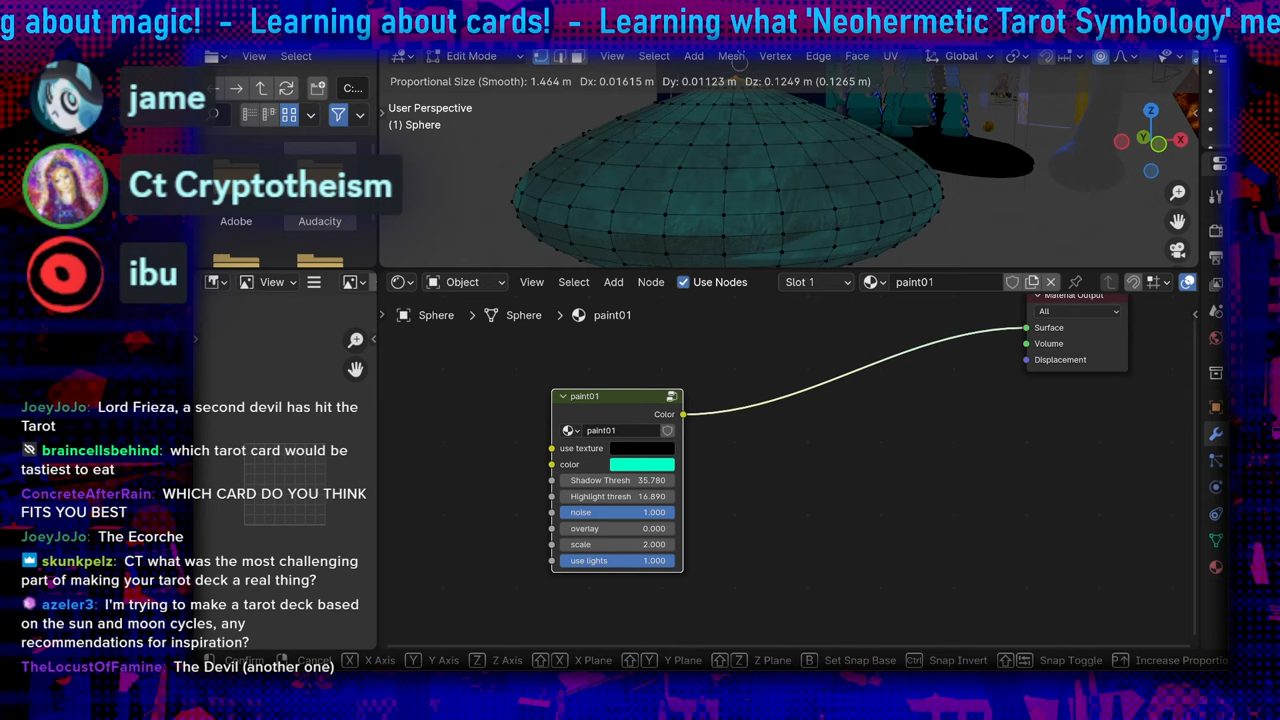 g about magic!  -  Learning about cards!  -  Learning what 'Neohermetic Tarot Symbology' me
jame
Ct Cryptotheism
ibu
View Select
C:...
Adobe Audacity
View
Edit Mode View Select Add Mesh Vertex Edge Face UV Global
Proportional Size (Smooth): 1.464 m Dx: 0.01615 m Dy: 0.01123 m Dz: 0.1249 m (0.1265 m)
User Perspective
(1) Sphere
Z
Y
X
Object View Select Add Node Use Nodes Slot 1 paint01
Sphere > Sphere > paint01
Material Output
All
Surface
Volume
Displacement
paint01
Color
paint01
use texture
color
Shadow Thresh 35.780
Highlight thresh 16.890
noise 1.000
overlay 0.000
scale 2.000
use lights 1.000
JoeyJoJo: Lord Frieza, a second devil has hit the
Tarot
braincellsbehind: which tarot card would be
tastiest to eat
ConcreteAfterRain: WHICH CARD DO YOU THINK
FITS YOU BEST
JoeyJoJo: The Ecorche
skunkpelz: CT what was the most challenging
part of making your tarot deck a real thing?
azeler3: I'm trying to make a tarot deck based
on the sun and moon cycles, any
recommendations for inspiration?
TheLocustOfFamine: The Devil (another one)
Confirm Cancel X X Axis Y Y Axis Z Z Axis X X Plane Y Y Plane Z Z Plane B Set Snap Base Ctrl Snap Invert Snap Toggle Increase Proportio